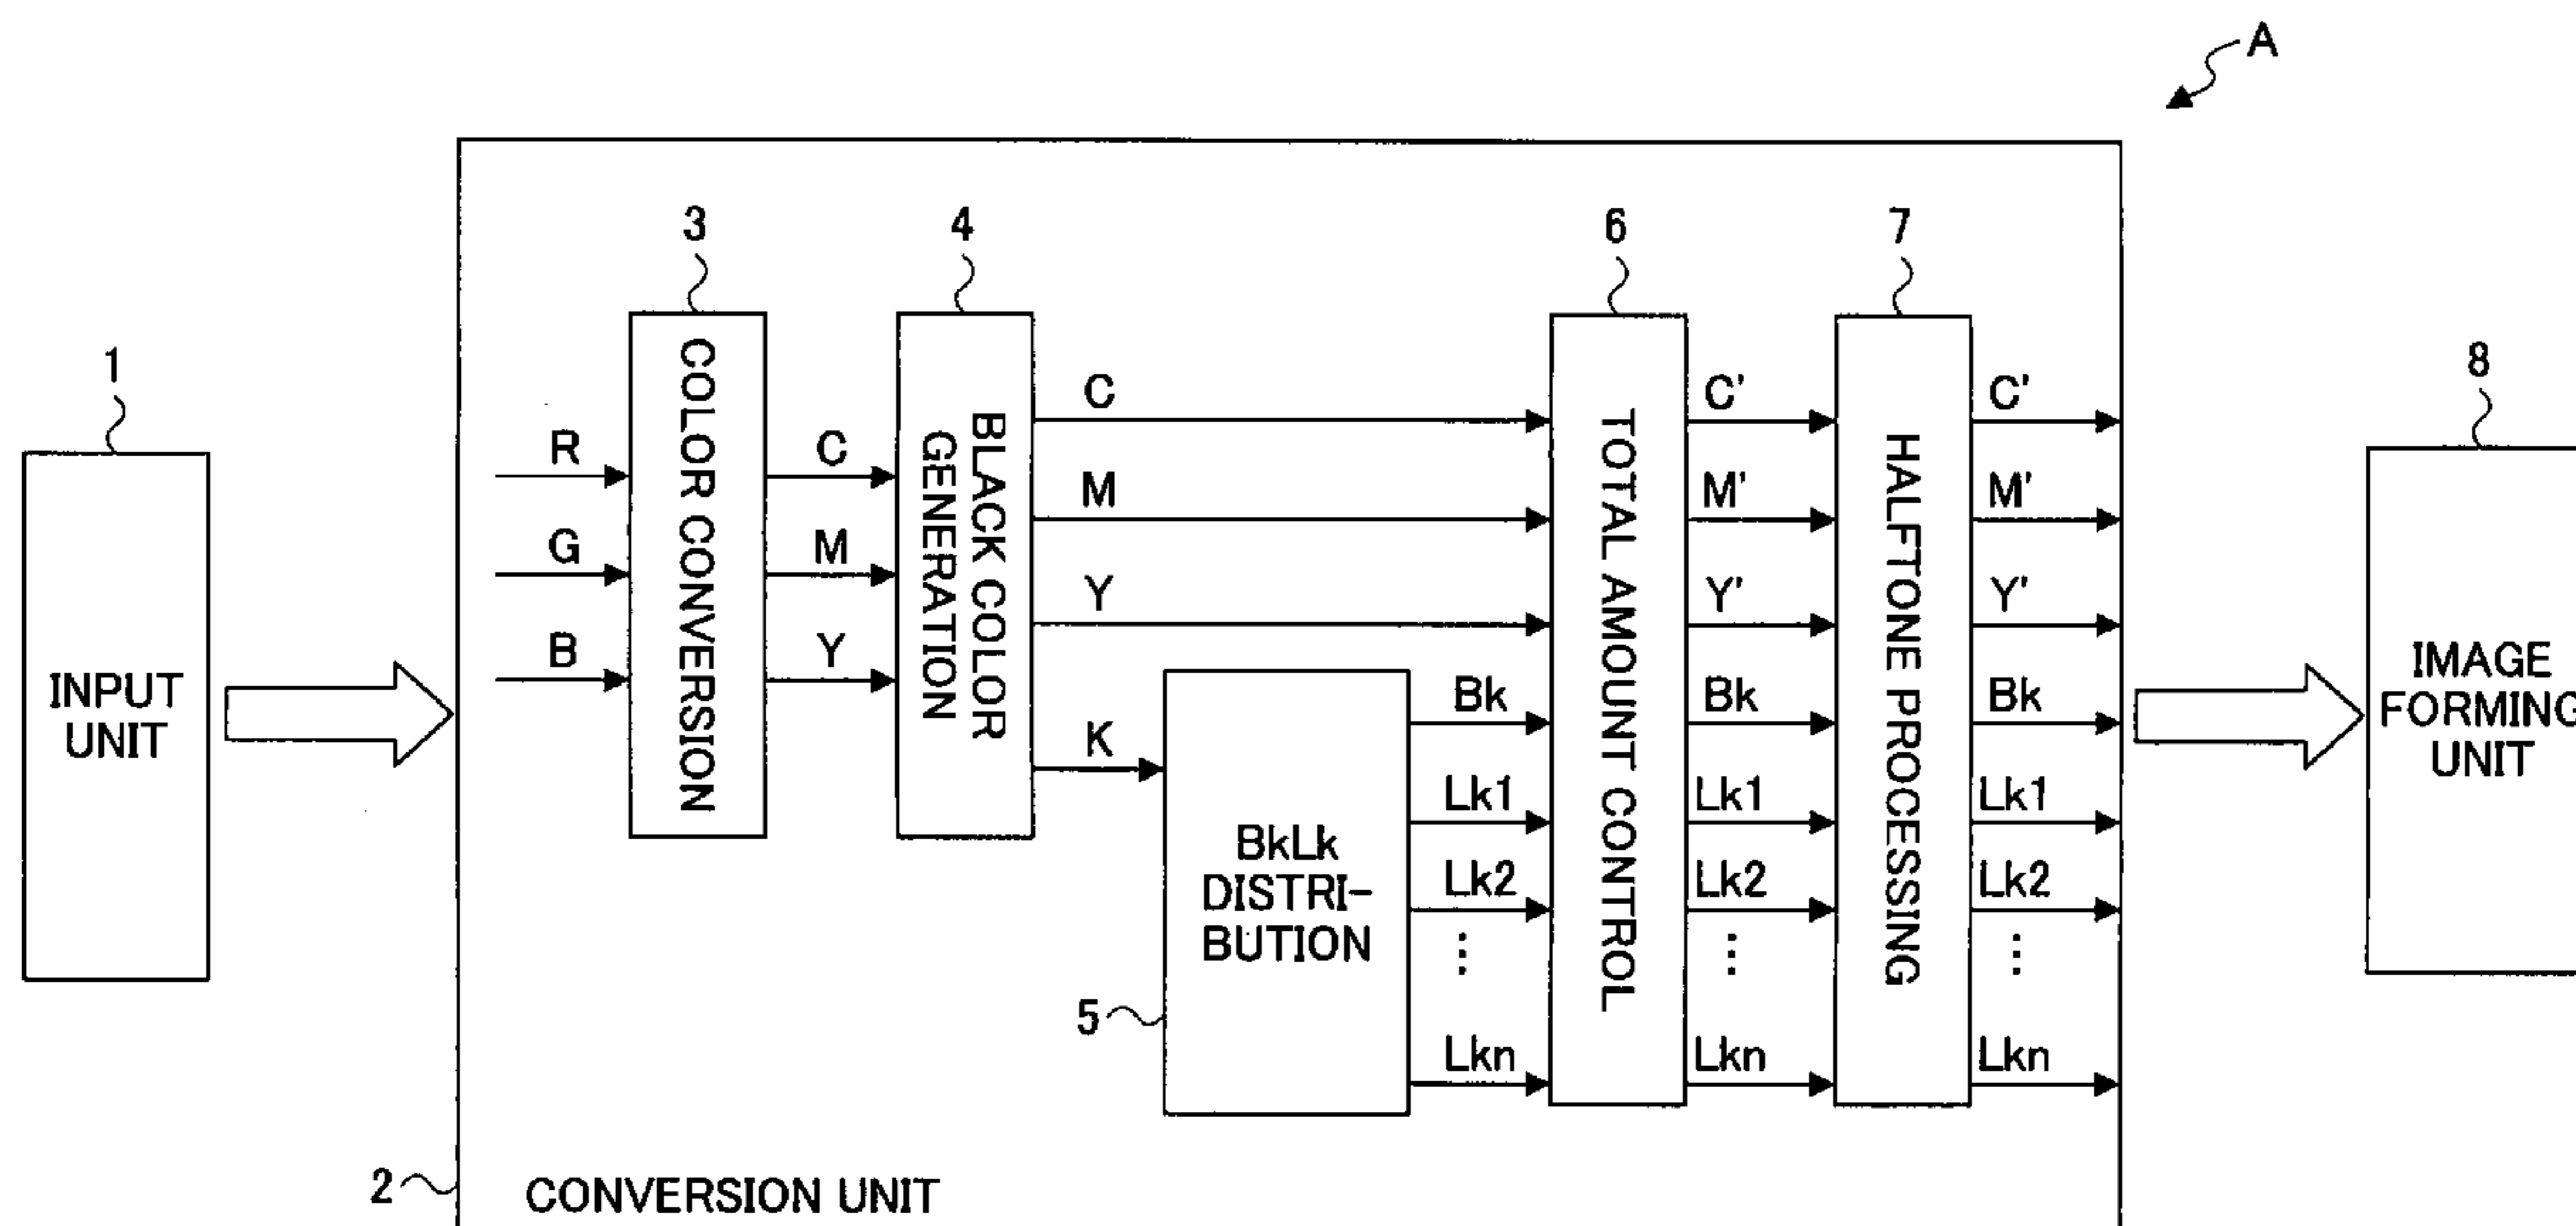 A
1
INPUT
UNIT
2
CONVERSION UNIT
R
G
B
3
COLOR CONVERSION
C
M
Y
4
BLACK COLOR
GENERATION
C
M
Y
K
5
BkLk
DISTRI-
BUTION
Bk
Lk1
Lk2
...
Lkn
6
TOTAL AMOUNT CONTROL
C'
M'
Y'
Bk
Lk1
Lk2
...
Lkn
7
HALFTONE PROCESSING
C'
M'
Y'
Bk
Lk1
Lk2
...
Lkn
8
IMAGE
FORMING
UNIT